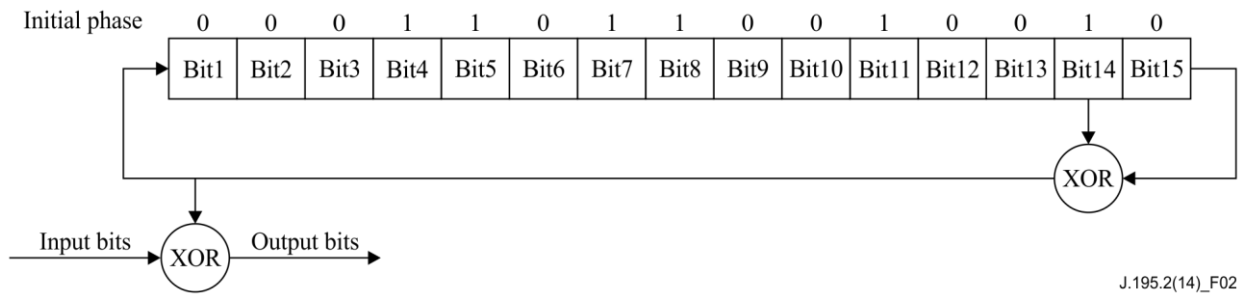 Initial phase 0 0 0 1 1 0 1 1 0 0 1 0 0 1 0
Bit1 Bit2 Bit3 Bit4 Bit5 Bit6 Bit7 Bit8 Bit9 Bit10 Bit11 Bit12 Bit13 Bit14 Bit15
XOR
Input bits XOR Output bits
J.195.2(14)_F02